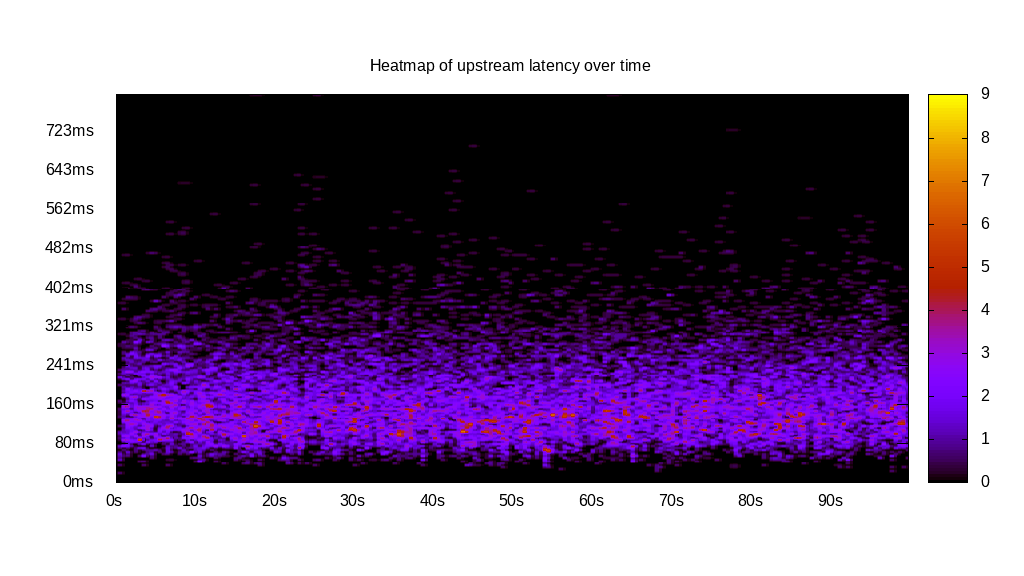 Heatmap of upstream latency over time
723ms
643ms
562ms
482ms
402ms
321ms
241ms
160ms
80ms
0ms
0s 10s 20s 30s 40s 50s 60s 70s 80s 90s
9
8
7
6
5
4
3
2
1
0